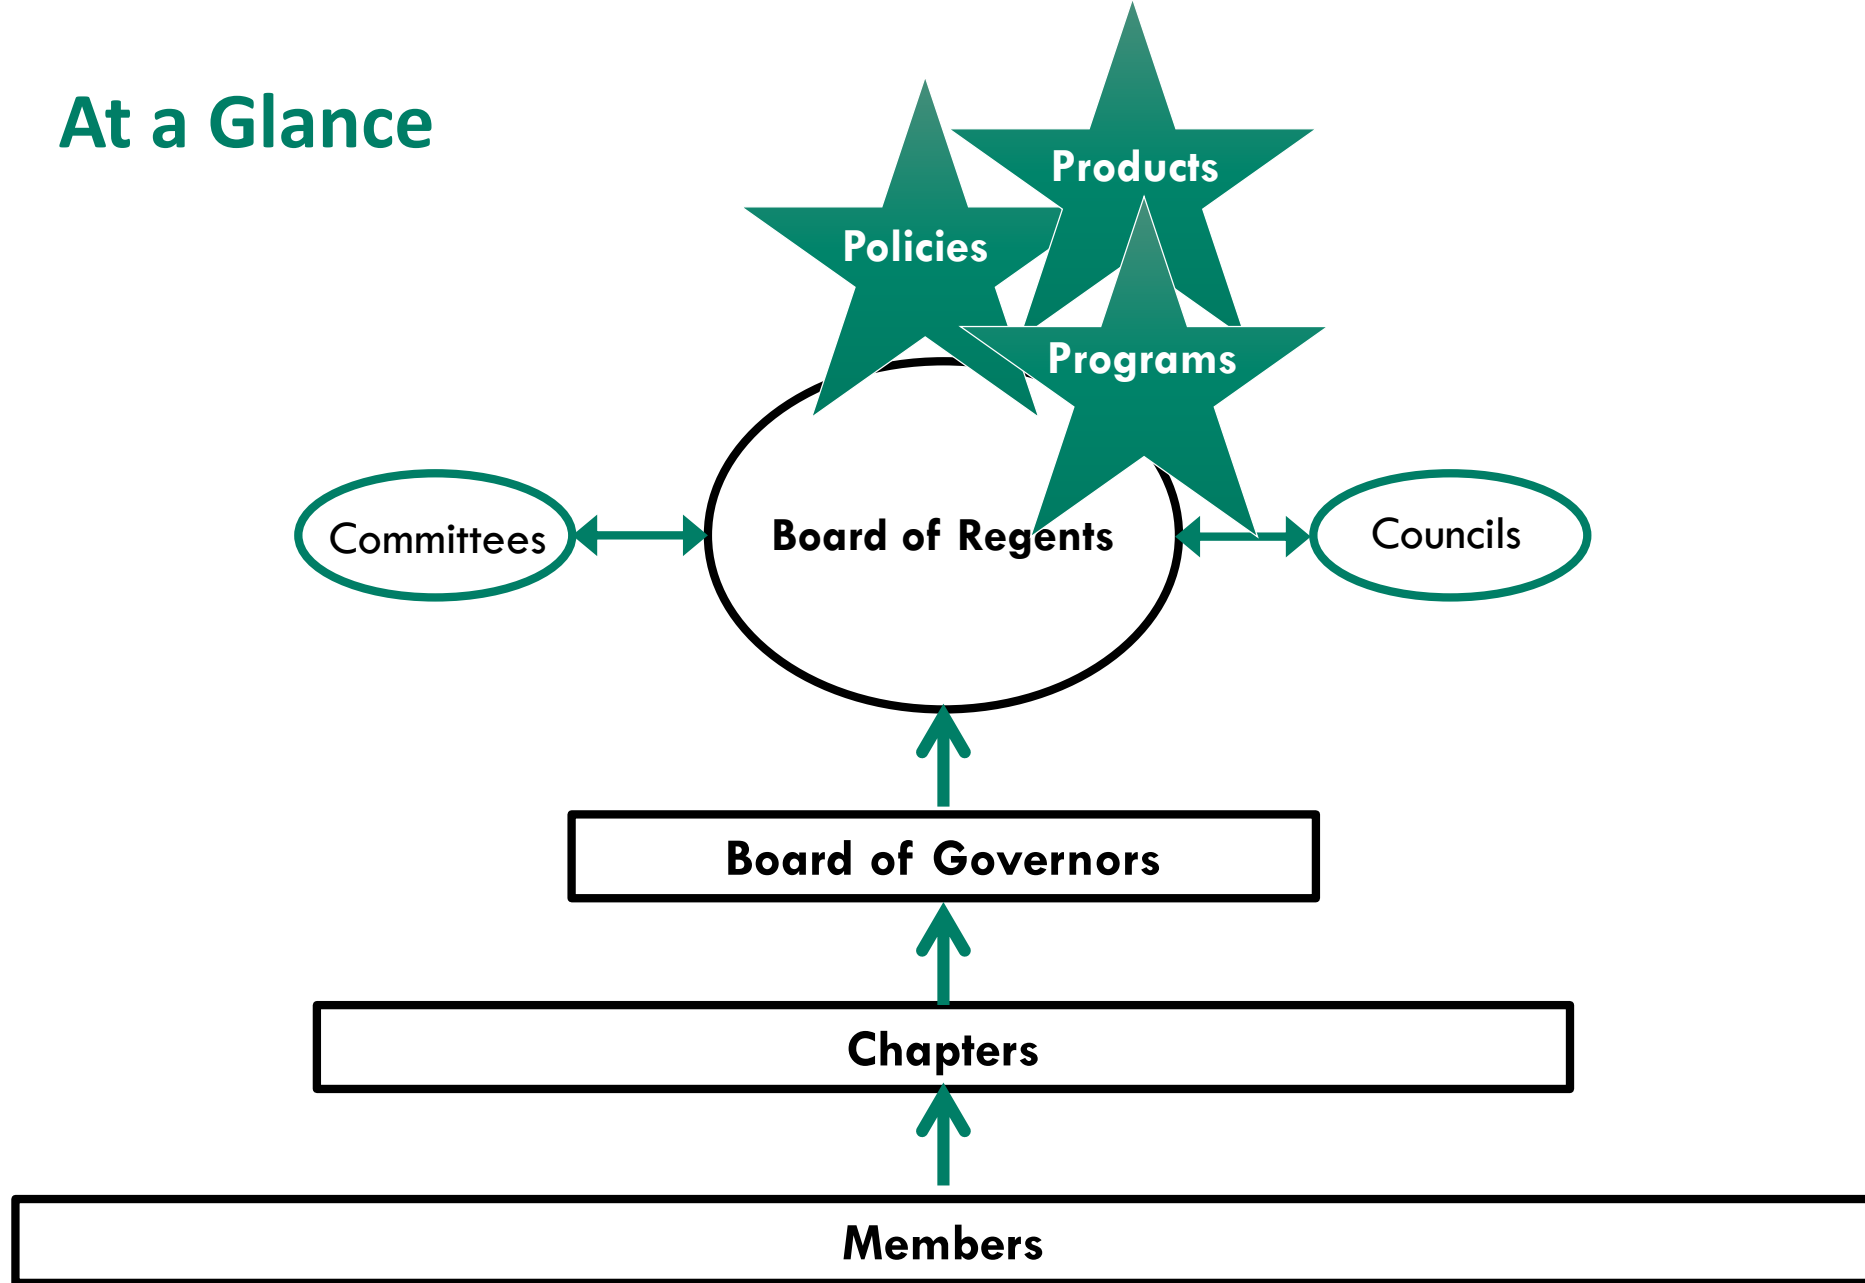 At a Glance
Products
Policies
Programs
Committees
Board of Regents
Councils
Board of Governors
Chapters
Members